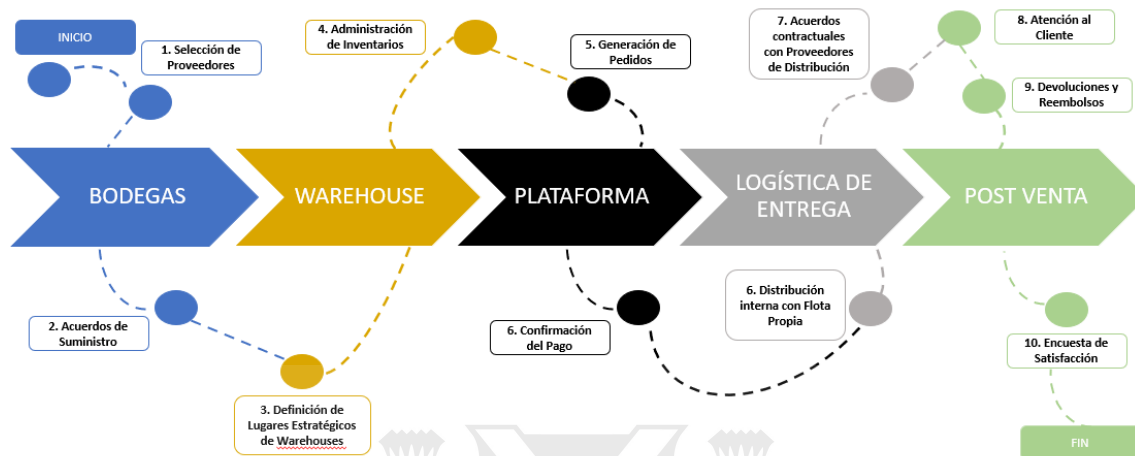 INICIO
1. Selección de
Proveedores
2. Acuerdos de
Suministro
BODEGAS
3. Definición de
Lugares Estratégicos
de Warehouses
4. Administración
de Inventarios
WAREHOUSE
5. Generación de
Pedidos
PLATAFORMA
6. Confirmación
del Pago
6. Distribución
interna con Flota
Propia
LOGÍSTICA DE
ENTREGA
7. Acuerdos
contractuales
con Proveedores
de Distribución
8. Atención al
Cliente
9. Devoluciones y
Reembolsos
POST VENTA
10. Encuesta de
Satisfacción
FIN